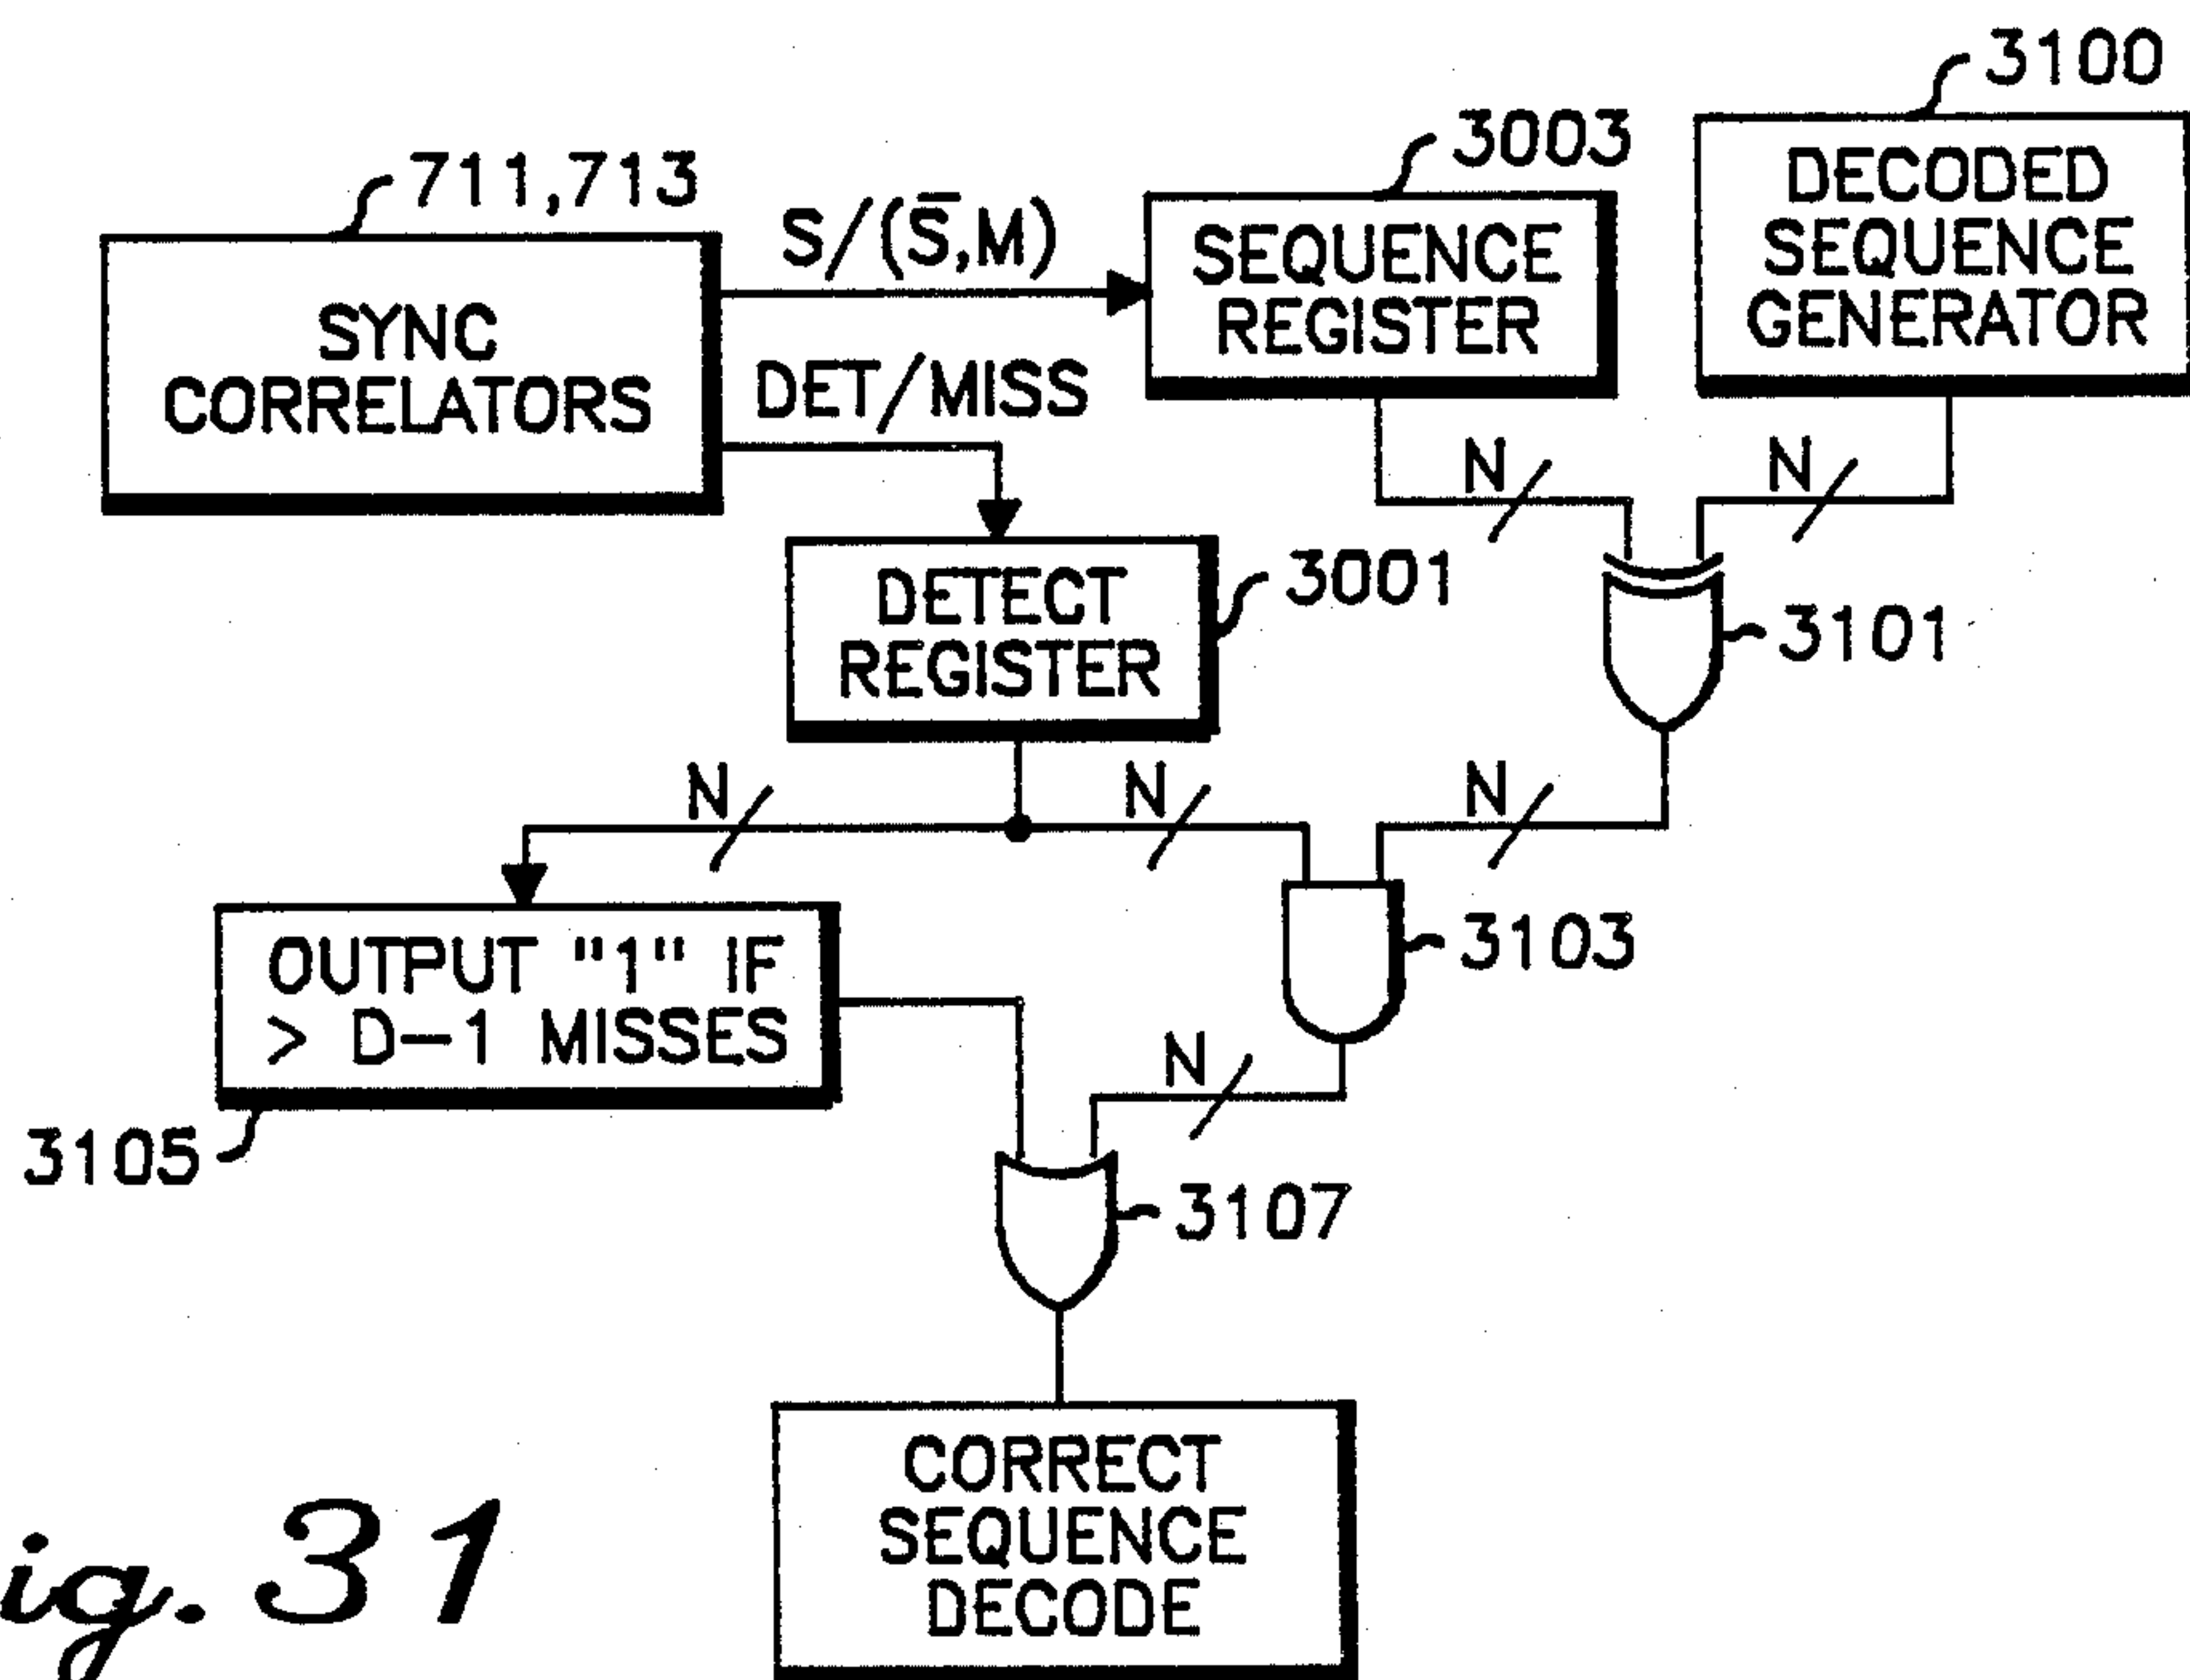 3100
3003
711,713
DECODED
SEQUENCE
GENERATOR
S/(S̅,M)
SEQUENCE
REGISTER
SYNC
CORRELATORS
DET/MISS
N
N
DETECT
REGISTER
3001
3101
N
N
N
OUTPUT "1" IF
> D-1 MISSES
3103
N
3105
3107
CORRECT
SEQUENCE
DECODE
ig. 31